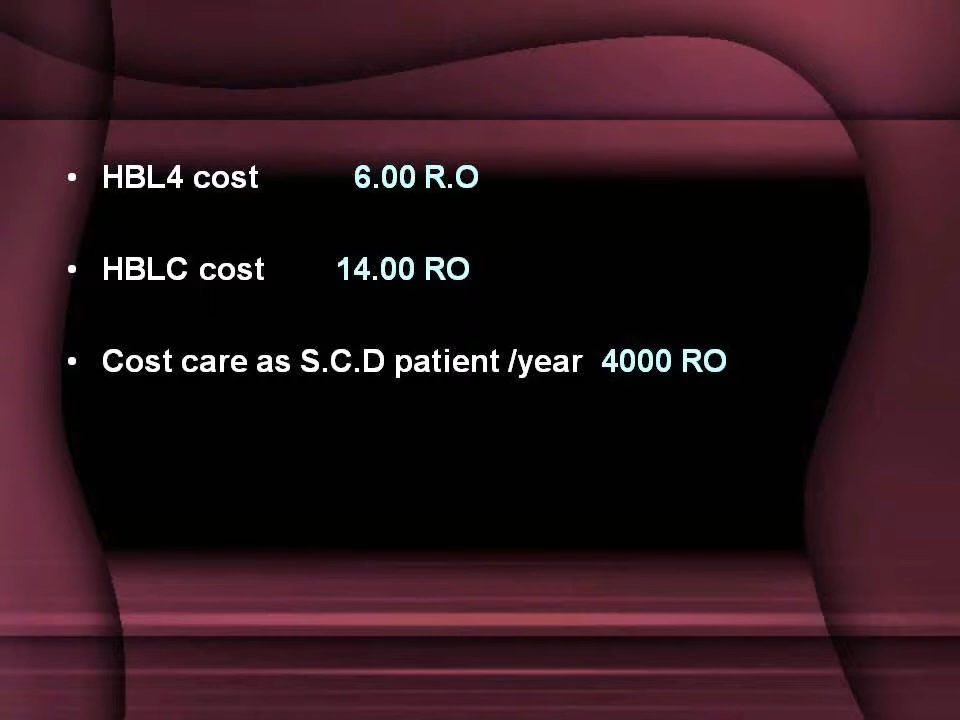 • HBL4 cost 6.00 R.O
• HBLC cost 14.00 RO
• Cost care as S.C.D patient /year 4000 RO